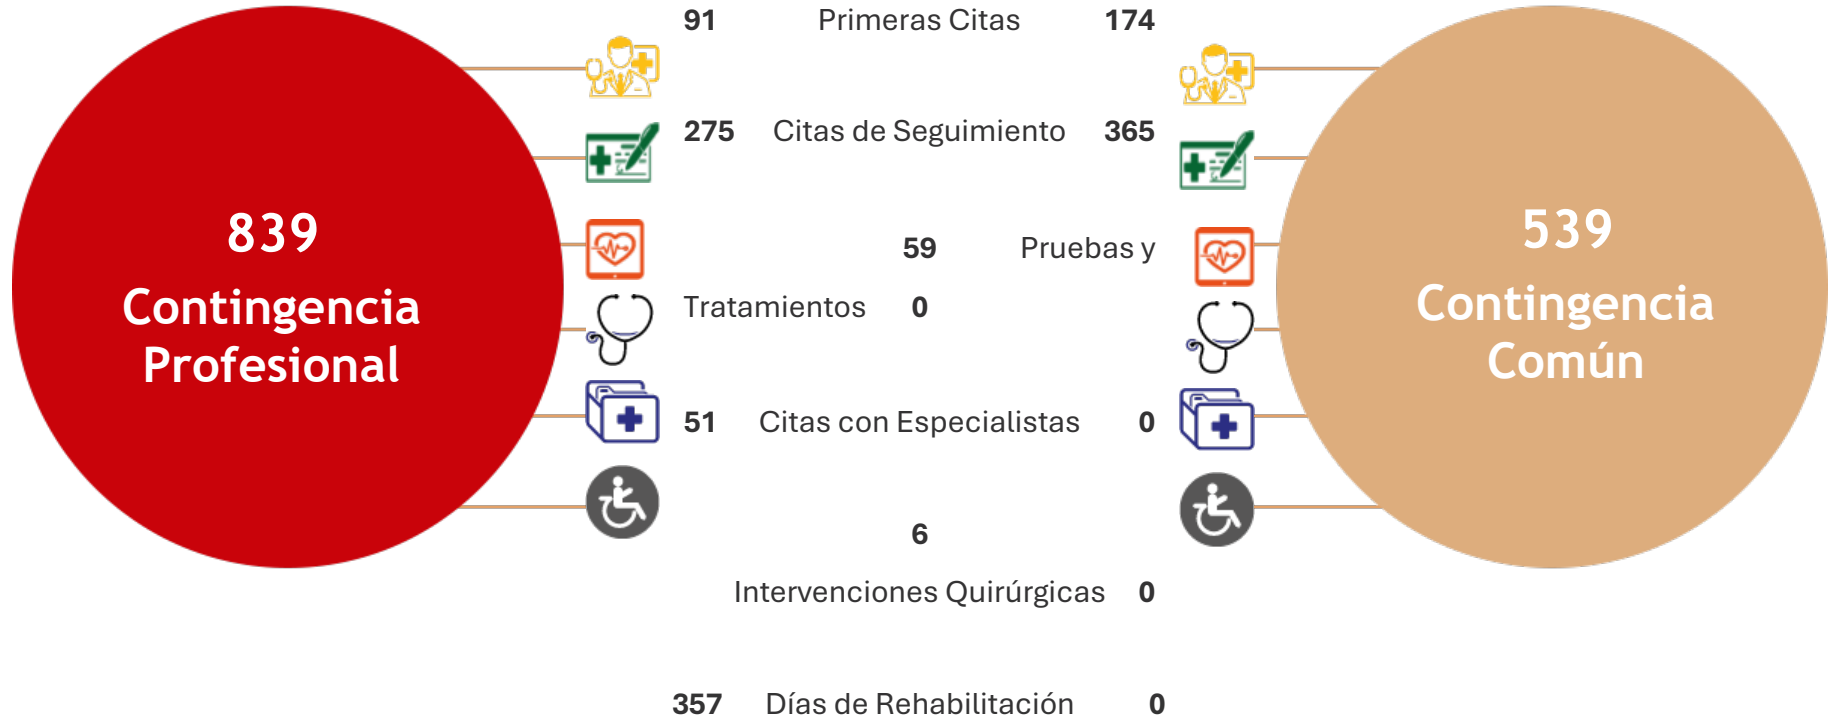 839
Contingencia
Profesional
91 Primeras Citas 174
275 Citas de Seguimiento 365
59 Pruebas y
Tratamientos 0
51 Citas con Especialistas 0
6
Intervenciones Quirúrgicas 0
357 Días de Rehabilitación 0
539
Contingencia
Común